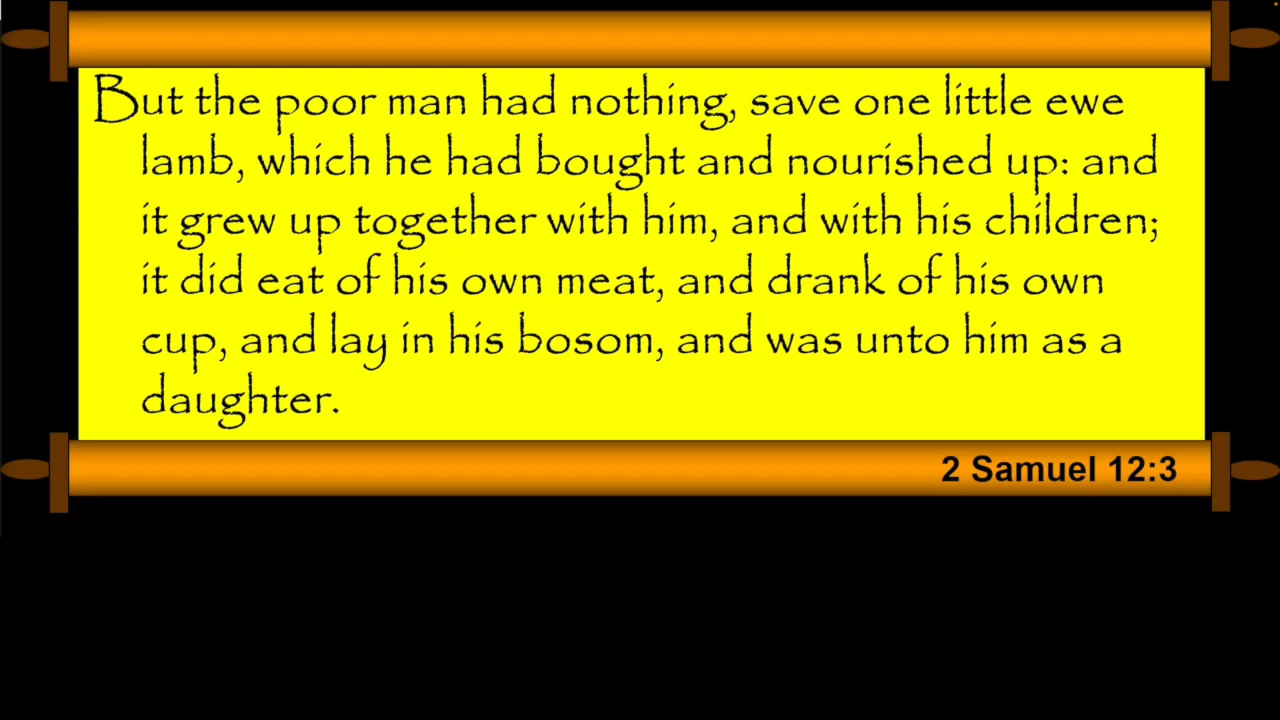 But the poor man had nothing, save one little ewe
lamb, which he had bought and nourished up: and
it grew up together with him, and with his children;
it did eat of his own meat, and drank of his own
cup, and lay in his bosom, and was unto him as a
daughter.
2 Samuel 12:3